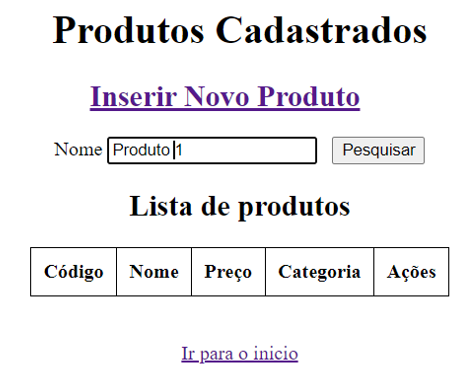 Produtos Cadastrados
Inserir Novo Produto
Nome Produto 1 Pesquisar
Lista de produtos
Código Nome Preço Categoria Ações
Ir para o inicio